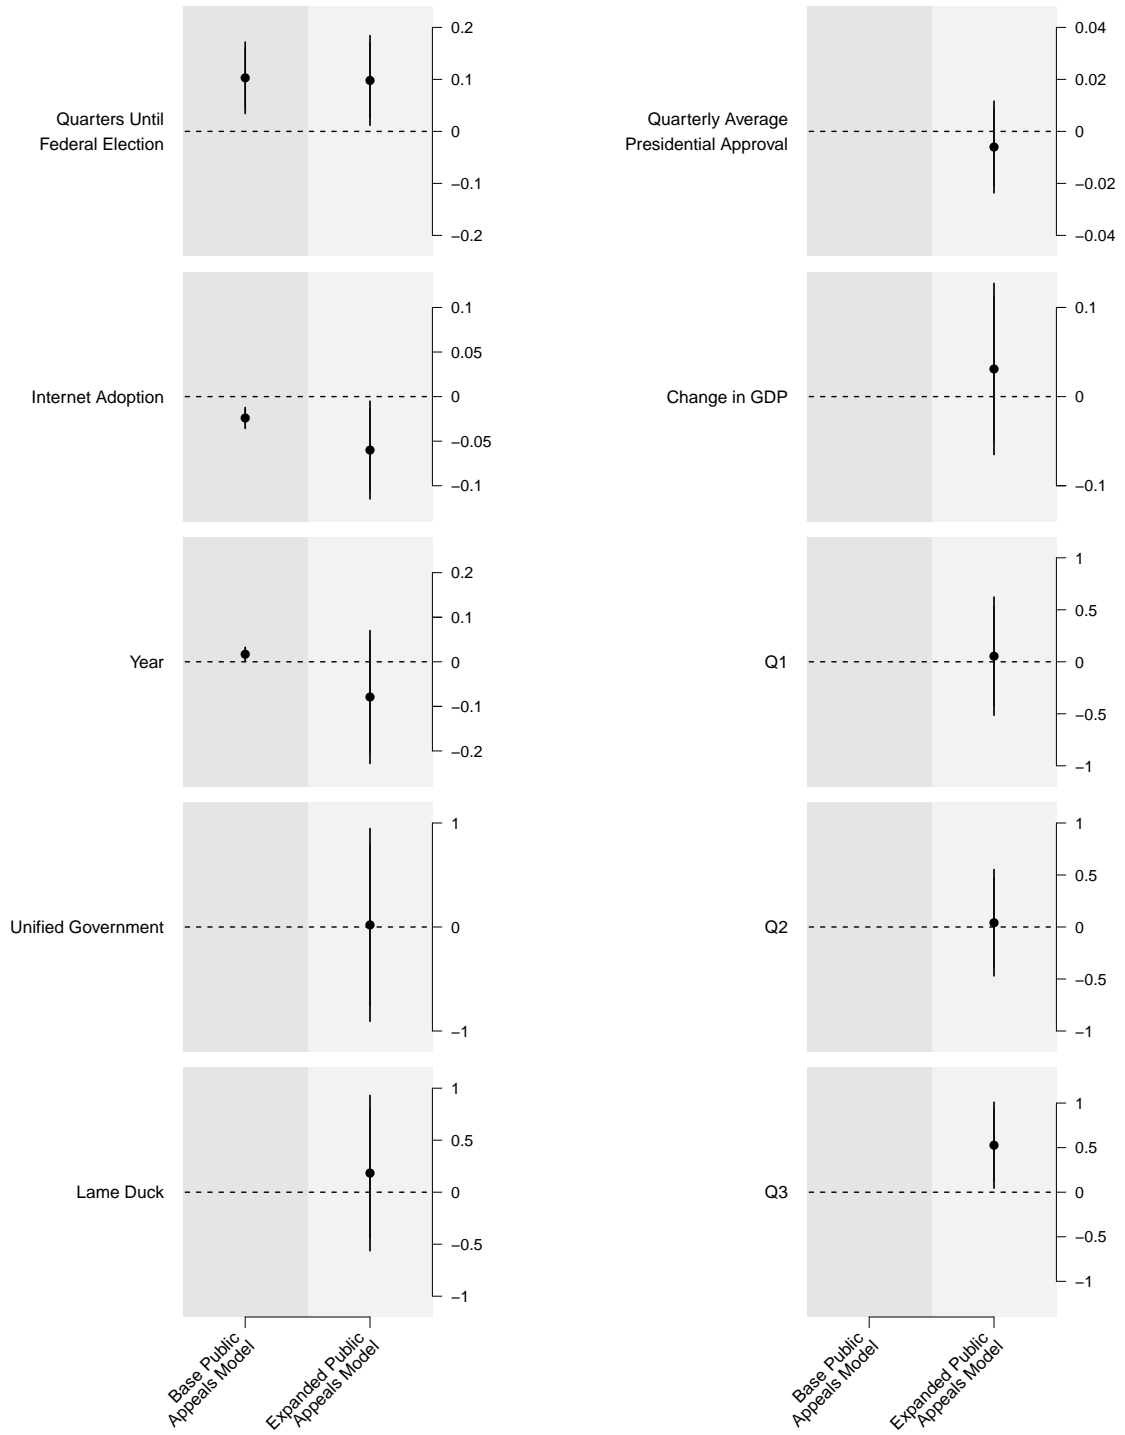 Quarters Until
Federal Election
0.2
0.1
0
−0.1
−0.2
Quarterly Average
Presidential Approval
0.04
0.02
0
−0.02
−0.04
Internet Adoption
0.1
0.05
0
−0.05
−0.1
Change in GDP
0.1
0
−0.1
Year
0.2
0.1
0
−0.1
−0.2
Q1
1
0.5
0
−0.5
−1
Unified Government
1
0
−1
Q2
1
0.5
0
−0.5
−1
Lame Duck
1
0.5
0
−0.5
−1
Q3
1
0.5
0
−0.5
−1
Base Public
Appeals Model
Expanded Public
Appeals Model
Base Public
Appeals Model
Expanded Public
Appeals Model